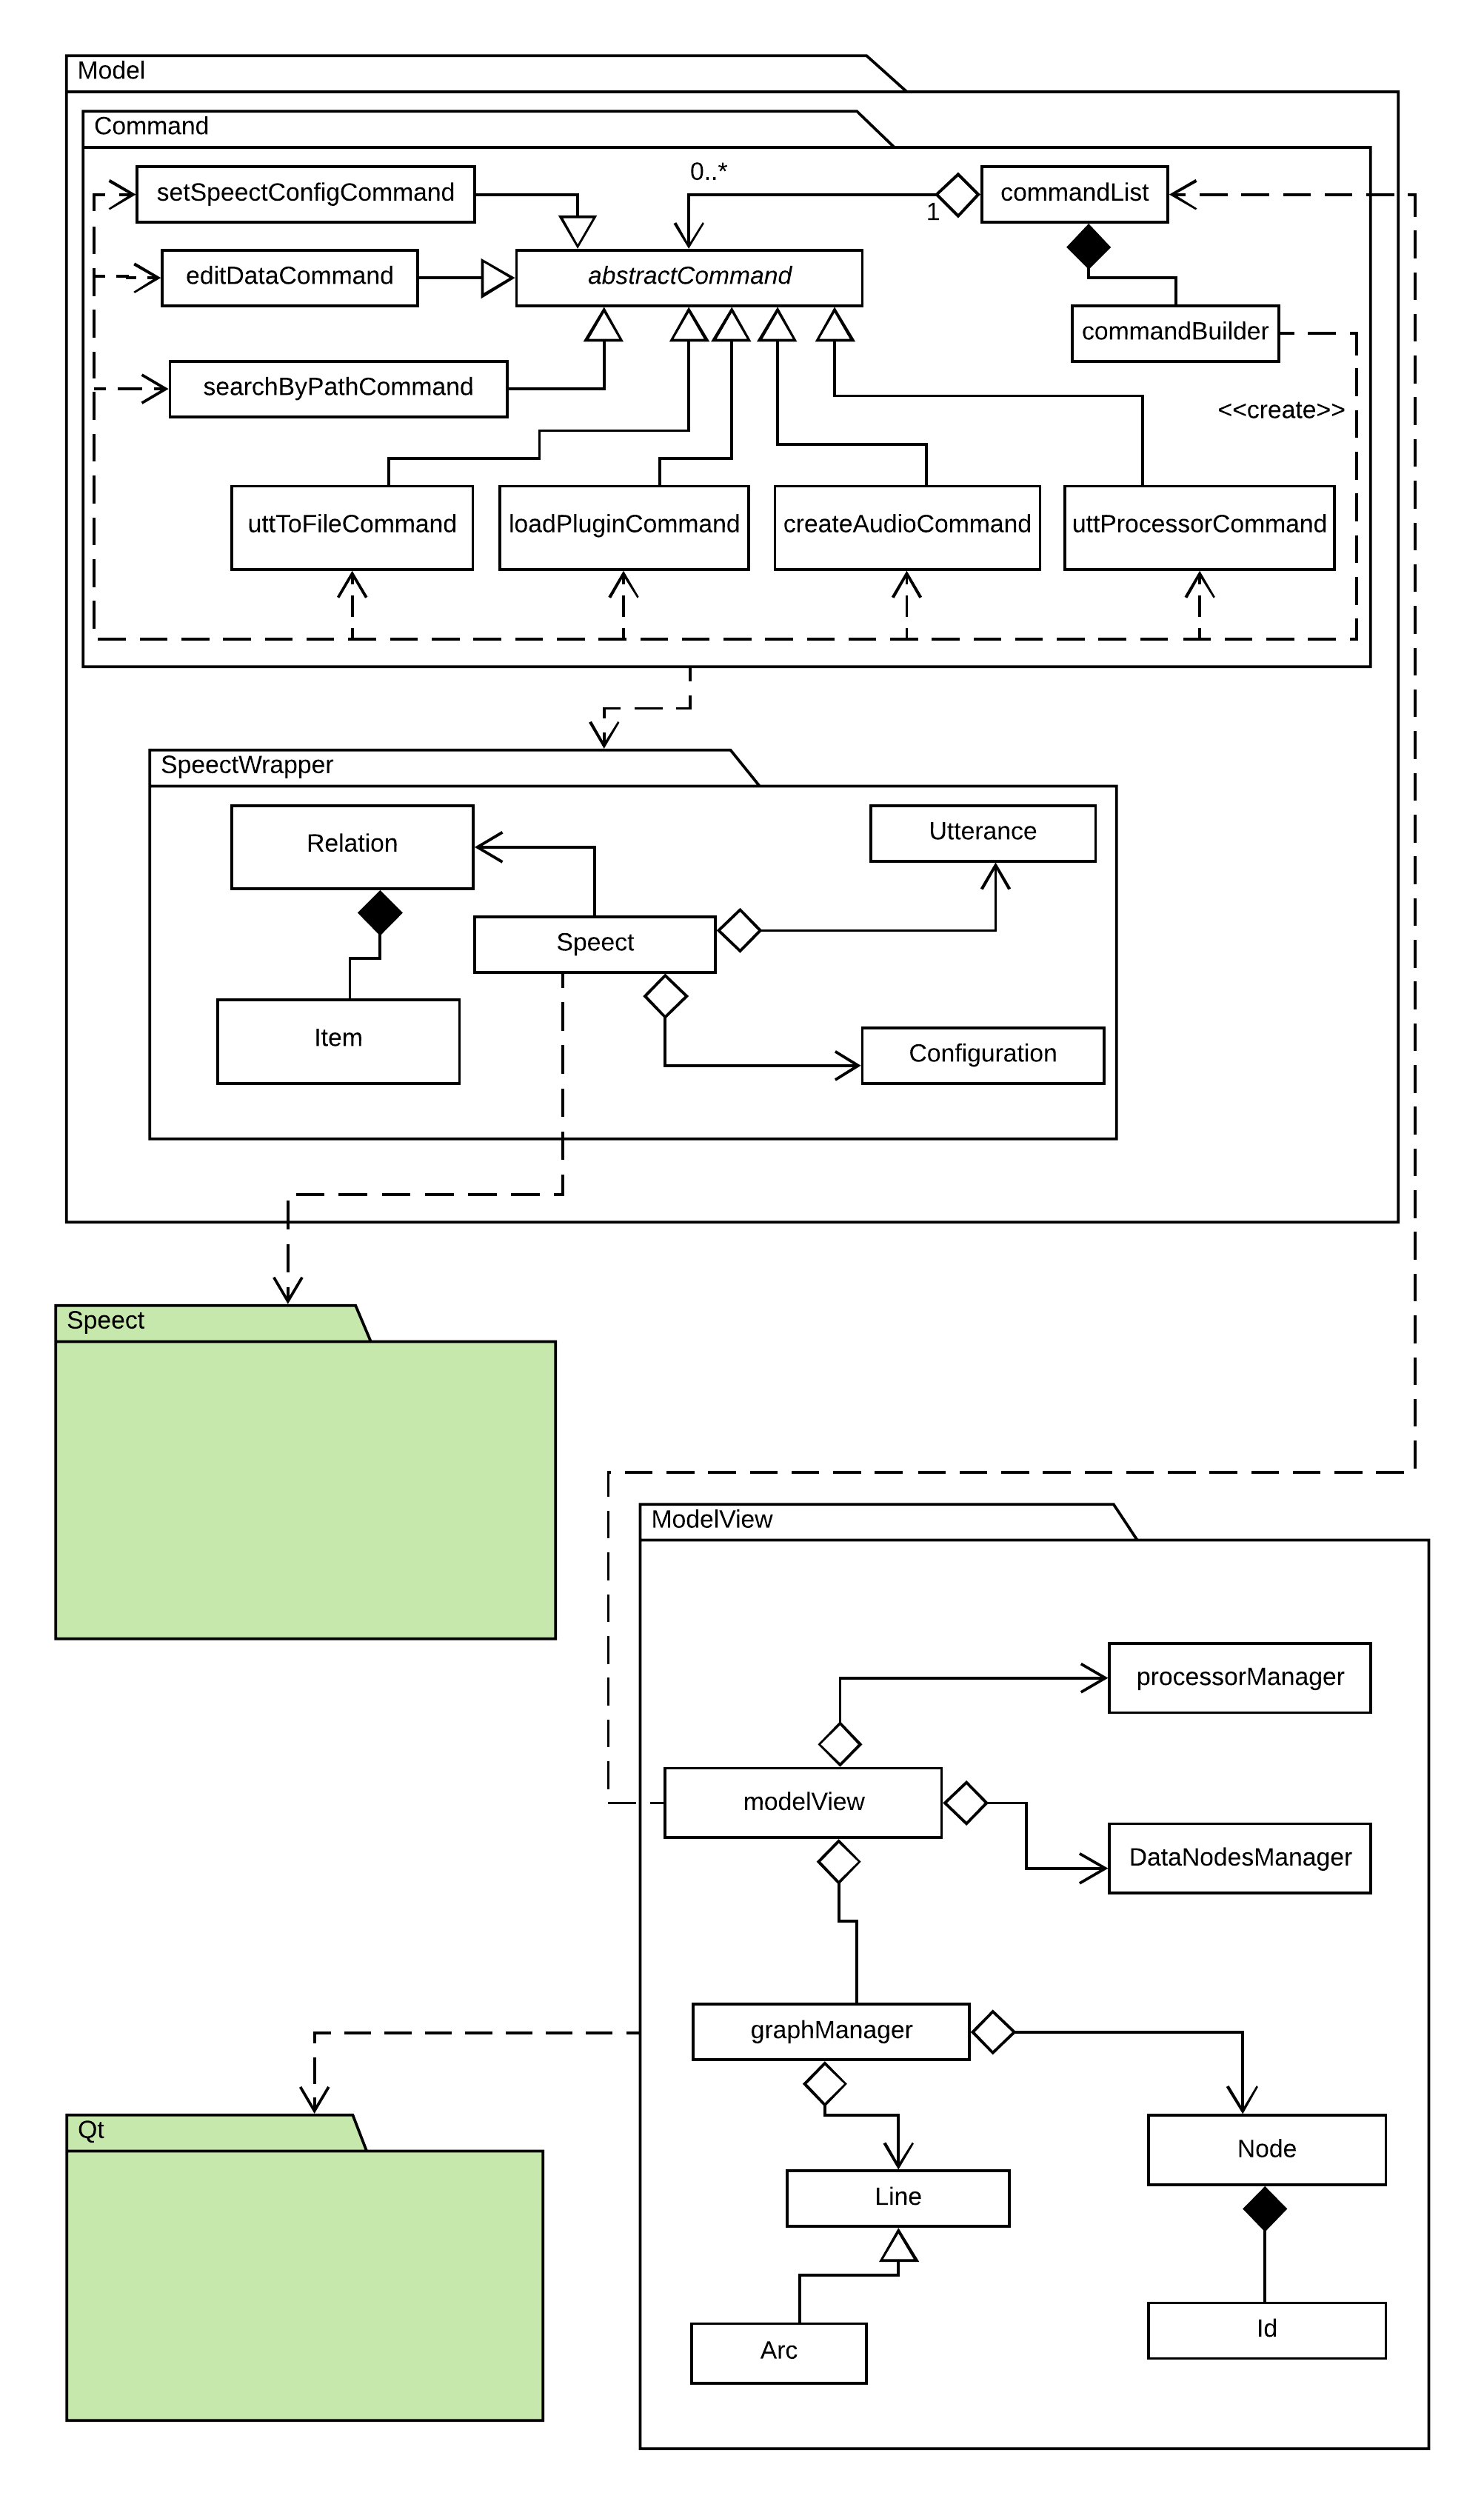 Model
Command
setSpeectConfigCommand
0..*
1
commandList
editDataCommand
abstractCommand
commandBuilder
searchByPathCommand
<<create>>
uttToFileCommand
loadPluginCommand
createAudioCommand
uttProcessorCommand
SpeectWrapper
Relation
Utterance
Speect
Item
Configuration
Speect
ModelView
processorManager
modelView
DataNodesManager
graphManager
Qt
Node
Line
Id
Arc